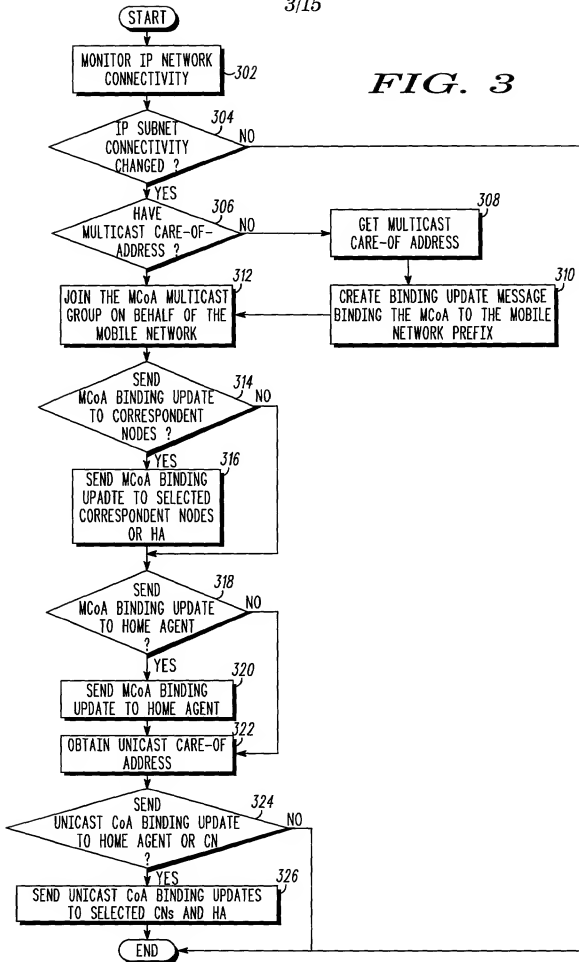 3/15
START
MONITOR IP NETWORK
CONNECTIVITY
302
FIG. 3
IP SUBNET
CONNECTIVITY
CHANGED ?
304
NO
YES
HAVE
MULTICAST CARE-OF-
ADDRESS ?
306
NO
GET MULTICAST
CARE-OF ADDRESS
308
CREATE BINDING UPDATE MESSAGE
BINDING THE MCoA TO THE MOBILE
NETWORK PREFIX
310
JOIN THE MCoA MULTICAST
GROUP ON BEHALF OF THE
MOBILE NETWORK
312
SEND
MCoA BINDING UPDATE
TO CORRESPONDENT
NODES ?
314
NO
YES
SEND MCoA BINDING
UPADTE TO SELECTED
CORRESPONDENT NODES
OR HA
316
SEND
MCoA BINDING UPDATE
TO HOME AGENT
?
318
NO
YES
SEND MCoA BINDING
UPDATE TO HOME AGENT
320
OBTAIN UNICAST CARE-OF
ADDRESS
322
SEND
UNICAST CoA BINDING UPDATE
TO HOME AGENT OR CN
?
324
NO
YES
SEND UNICAST CoA BINDING UPDATES
TO SELECTED CNs AND HA
326
END